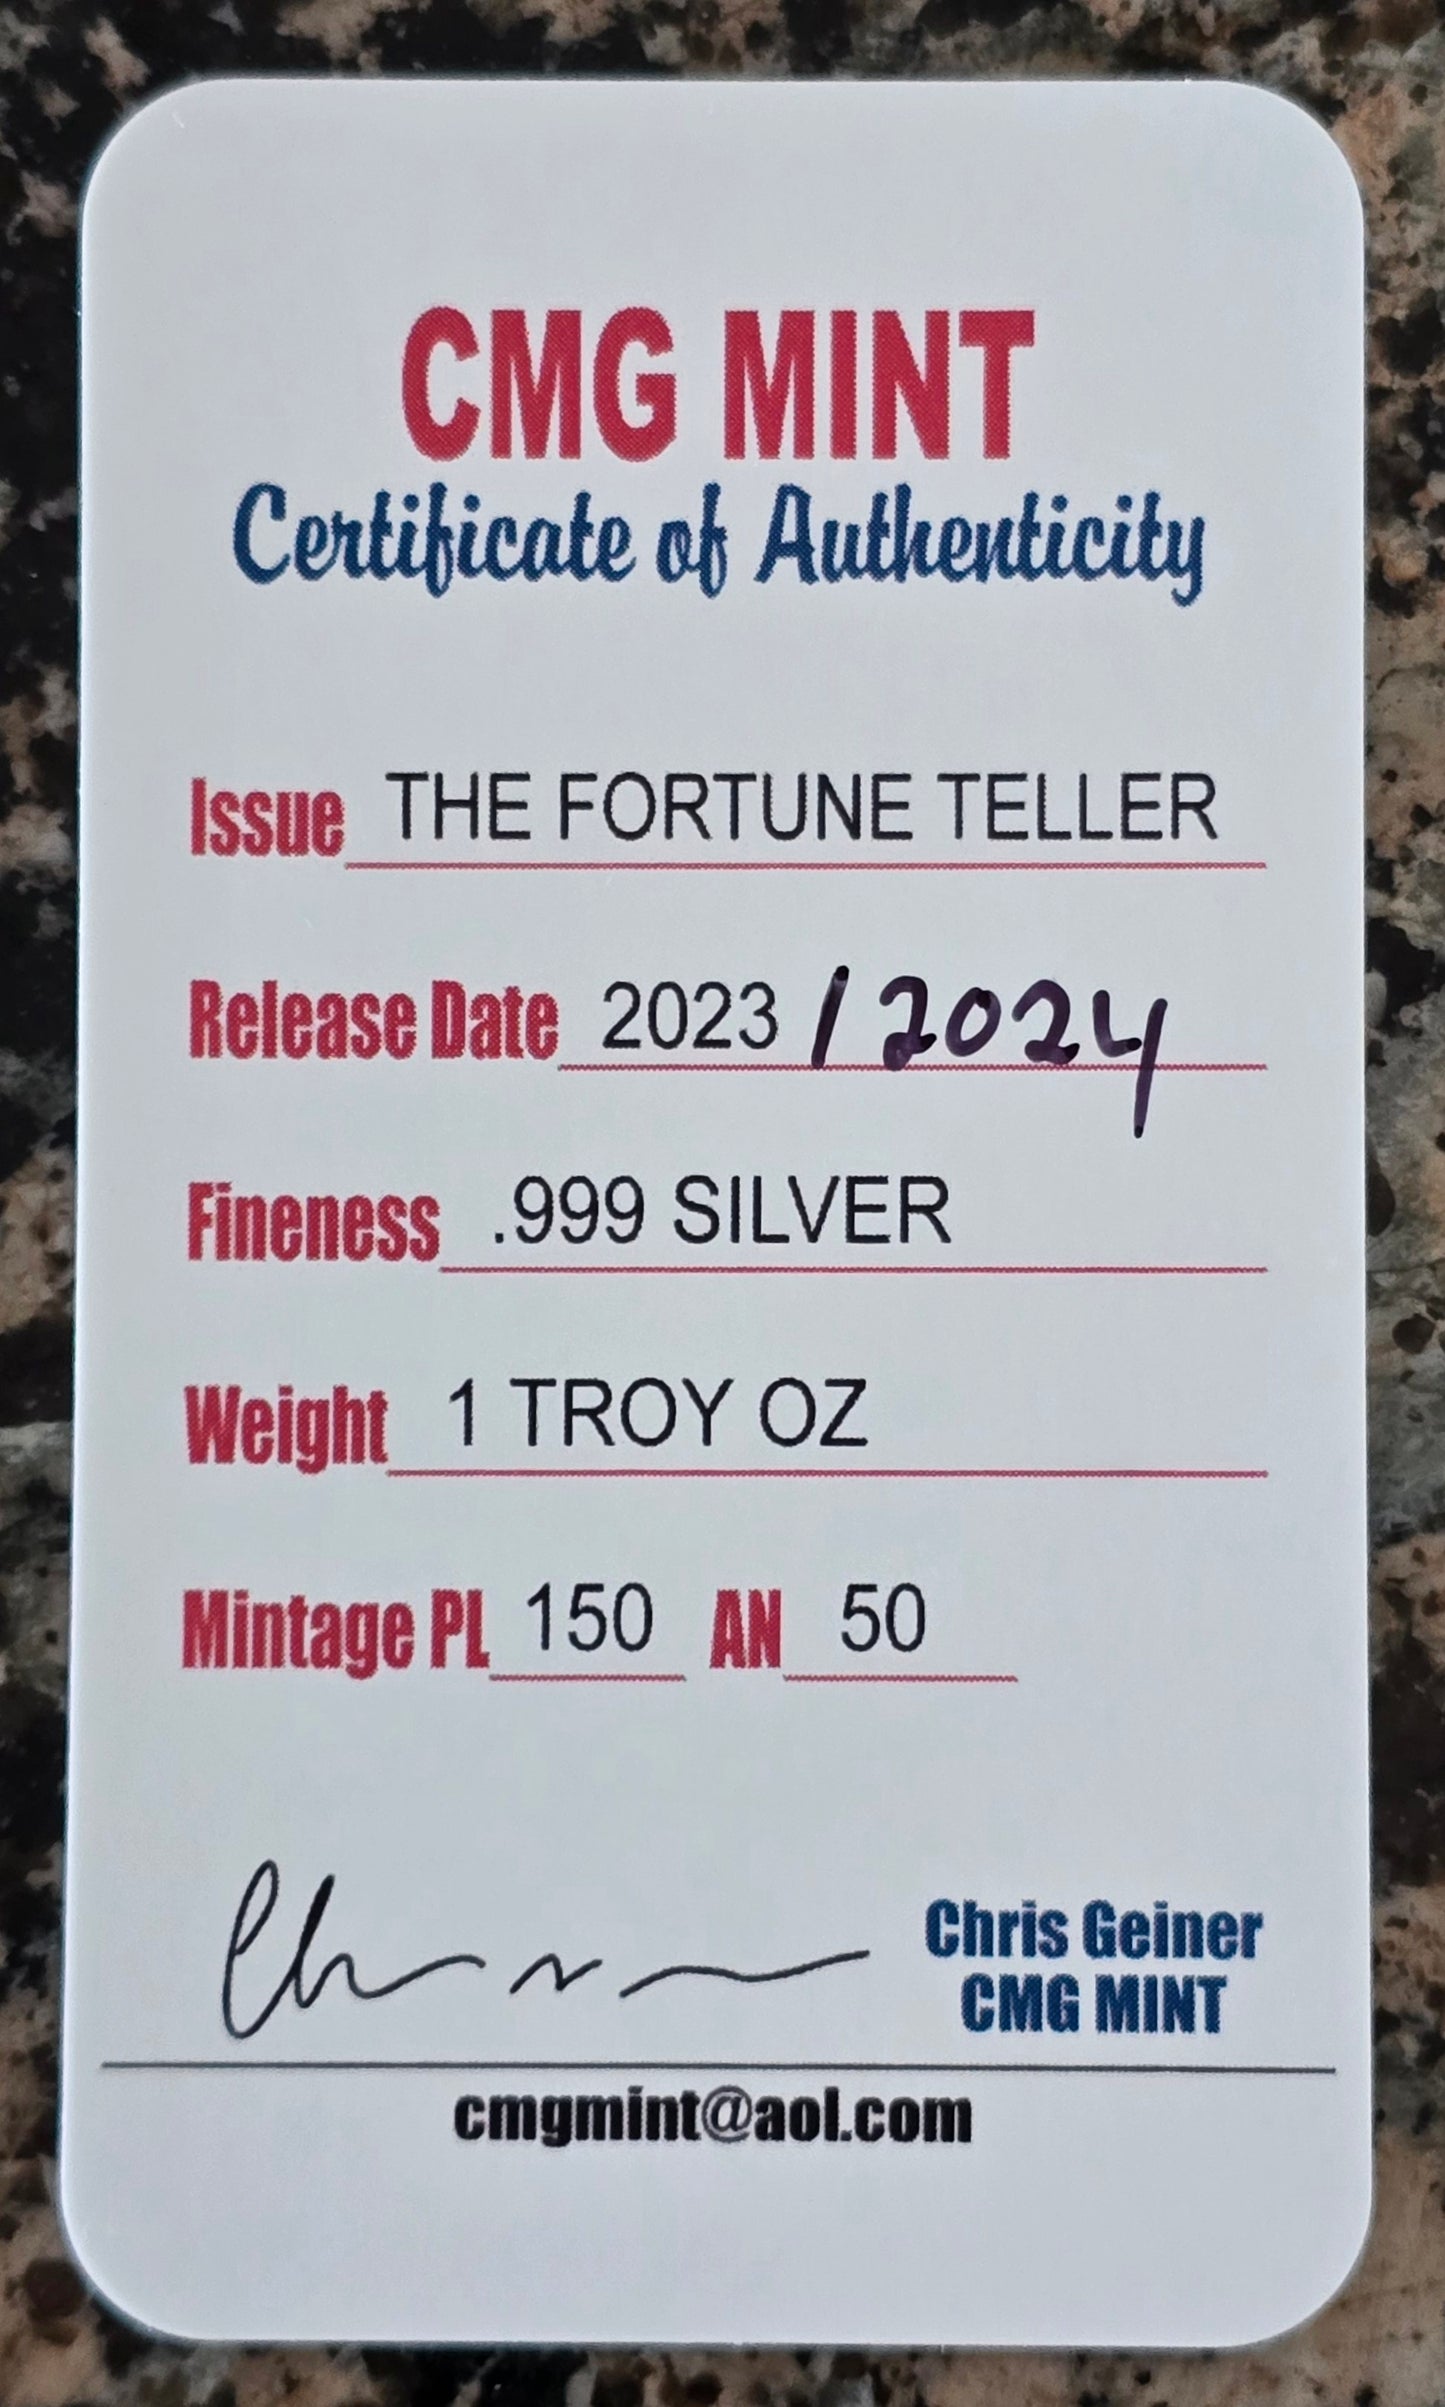 CMG MINT
Certificate of Authenticity
Issue THE FORTUNE TELLER
Release Date 2023 / 2024
Fineness .999 SILVER
Weight 1 TROY OZ
Mintage PL 150 AN 50
Chris Geiner
CMG MINT
cmgmint@aol.com